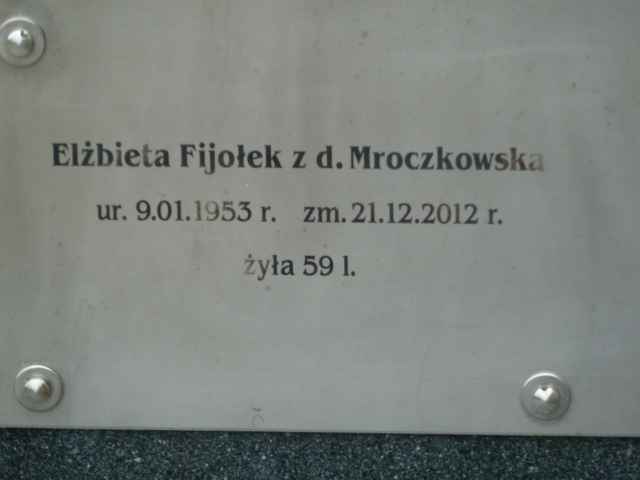 Elżbieta Fijołek z d. Mroczkowska
ur. 9.01.1953 r. zm. 21.12.2012 r.
żyła 59 l.